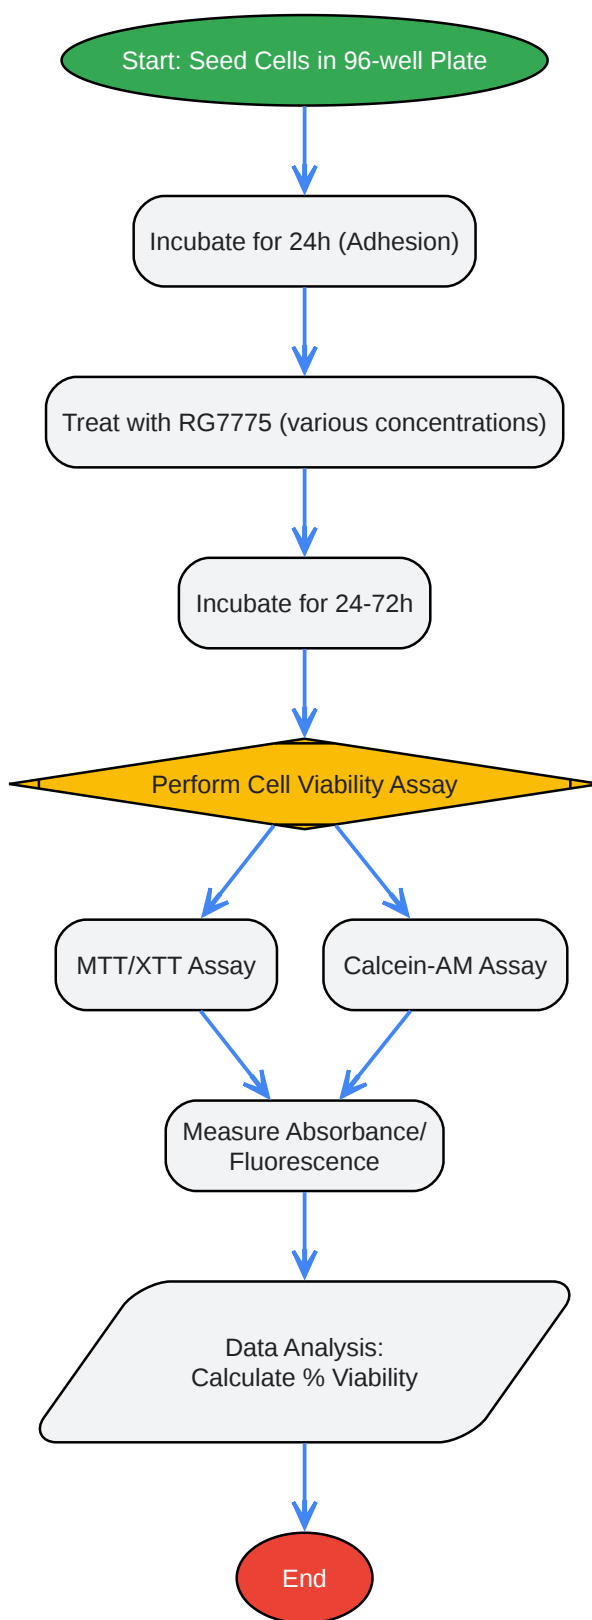 Start: Seed Cells in 96-well Plate
Incubate for 24h (Adhesion)
Treat with RG7775 (various concentrations)
Incubate for 24-72h
Perform Cell Viability Assay
MTT/XTT Assay
Calcein-AM Assay
Measure Absorbance/
Fluorescence
Data Analysis:
Calculate % Viability
End